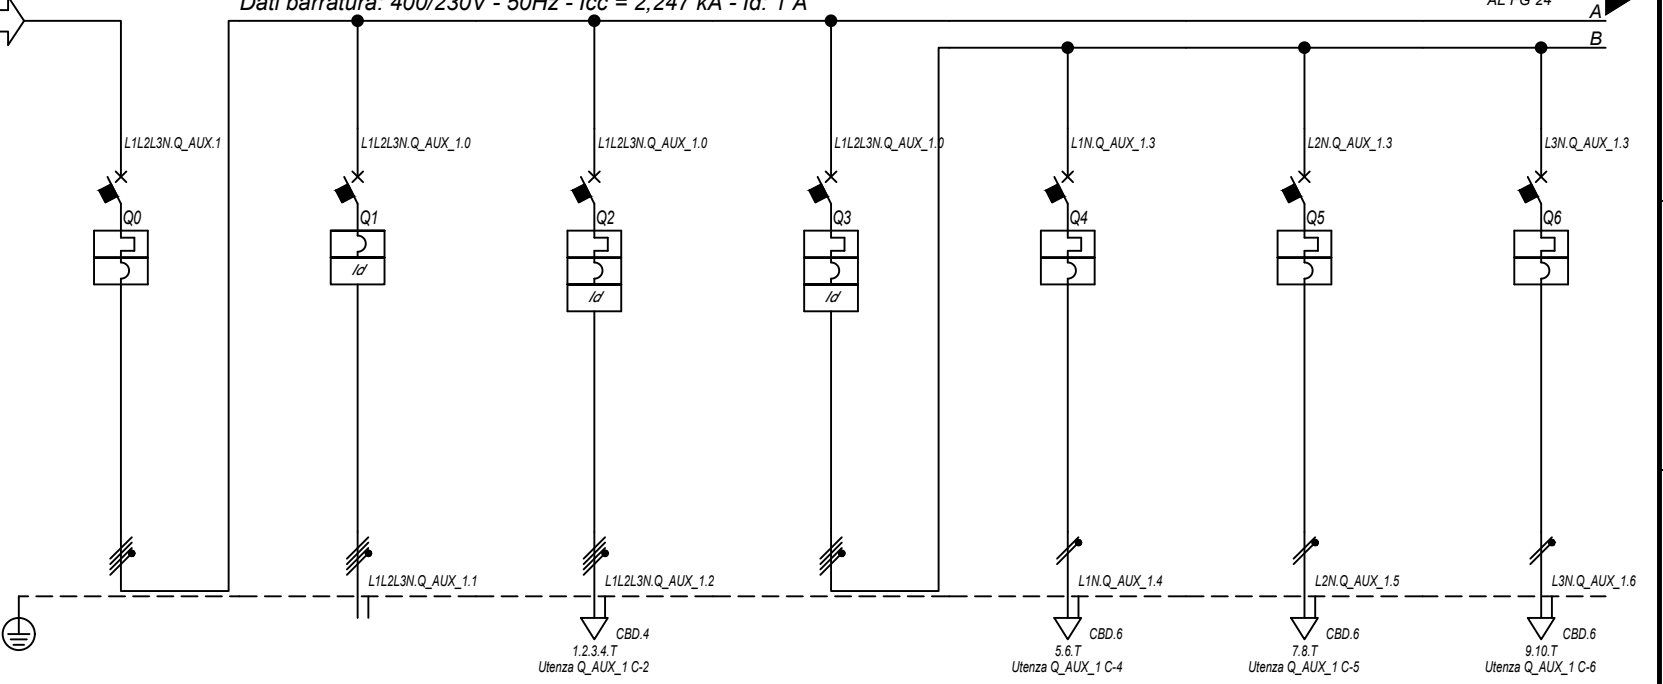 Dati barratura: 400/230V - 50Hz - Icc = 2,247 kA - Id: 1 A
A
B
L1L2L3N.Q_AUX.1
L1L2L3N.Q_AUX_1.0
L1L2L3N.Q_AUX_1.0
L1L2L3N.Q_AUX_1.0
L1N.Q_AUX_1.3
L2N.Q_AUX_1.3
L3N.Q_AUX_1.3
Q0
Q1
Q2
Q3
Q4
Q5
Q6
Id
Id
Id
L1L2L3N.Q_AUX_1.1
L1L2L3N.Q_AUX_1.2
L1N.Q_AUX_1.4
L2N.Q_AUX_1.5
L3N.Q_AUX_1.6
CBD.4
CBD.6
CBD.6
CBD.6
1.2.3.4.T
5.6.T
7.8.T
9.10.T
Utenza Q_AUX_1 C-2
Utenza Q_AUX_1 C-4
Utenza Q_AUX_1 C-5
Utenza Q_AUX_1 C-6